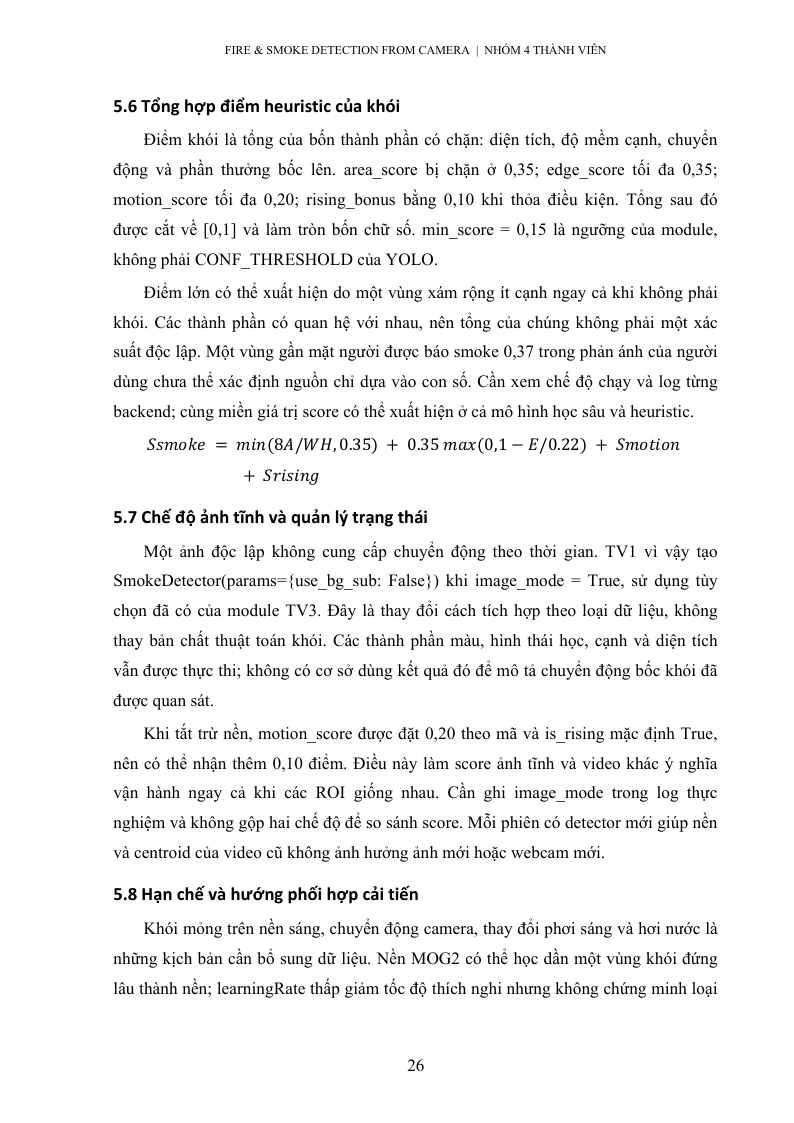 FIRE & SMOKE DETECTION FROM CAMERA | NHÓM 4 THÀNH VIÊN
5.6 Tổng hợp điểm heuristic của khói
Điểm khói là tổng của bốn thành phần có chặn: diện tích, độ mềm cạnh, chuyển
động và phần thưởng bốc lên. area_score bị chặn ở 0,35; edge_score tối đa 0,35;
motion_score tối đa 0,20; rising_bonus bằng 0,10 khi thỏa điều kiện. Tổng sau đó
được cắt về [0,1] và làm tròn bốn chữ số. min_score = 0,15 là ngưỡng của module,
không phải CONF_THRESHOLD của YOLO.
Điểm lớn có thể xuất hiện do một vùng xám rộng ít cạnh ngay cả khi không phải
khói. Các thành phần có quan hệ với nhau, nên tổng của chúng không phải một xác
suất độc lập. Một vùng gần mặt người được báo smoke 0,37 trong phản ánh của người
dùng chưa thể xác định nguồn chỉ dựa vào con số. Cần xem chế độ chạy và log từng
backend; cùng miền giá trị score có thể xuất hiện ở cả mô hình học sâu và heuristic.
Ssmoke = min(8A/WH, 0.35) + 0.35 max(0,1 − E/0.22) + Smotion
+ Srising
5.7 Chế độ ảnh tĩnh và quản lý trạng thái
Một ảnh độc lập không cung cấp chuyển động theo thời gian. TV1 vì vậy tạo
SmokeDetector(params={use_bg_sub: False}) khi image_mode = True, sử dụng tùy
chọn đã có của module TV3. Đây là thay đổi cách tích hợp theo loại dữ liệu, không
thay bản chất thuật toán khói. Các thành phần màu, hình thái học, cạnh và diện tích
vẫn được thực thi; không có cơ sở dùng kết quả đó để mô tả chuyển động bốc khói đã
được quan sát.
Khi tắt trừ nền, motion_score được đặt 0,20 theo mã và is_rising mặc định True,
nên có thể nhận thêm 0,10 điểm. Điều này làm score ảnh tĩnh và video khác ý nghĩa
vận hành ngay cả khi các ROI giống nhau. Cần ghi image_mode trong log thực
nghiệm và không gộp hai chế độ để so sánh score. Mỗi phiên có detector mới giúp nền
và centroid của video cũ không ảnh hưởng ảnh mới hoặc webcam mới.
5.8 Hạn chế và hướng phối hợp cải tiến
Khói mỏng trên nền sáng, chuyển động camera, thay đổi phơi sáng và hơi nước là
những kịch bản cần bổ sung dữ liệu. Nền MOG2 có thể học dần một vùng khói đứng
lâu thành nền; learningRate thấp giảm tốc độ thích nghi nhưng không chứng minh loại
26